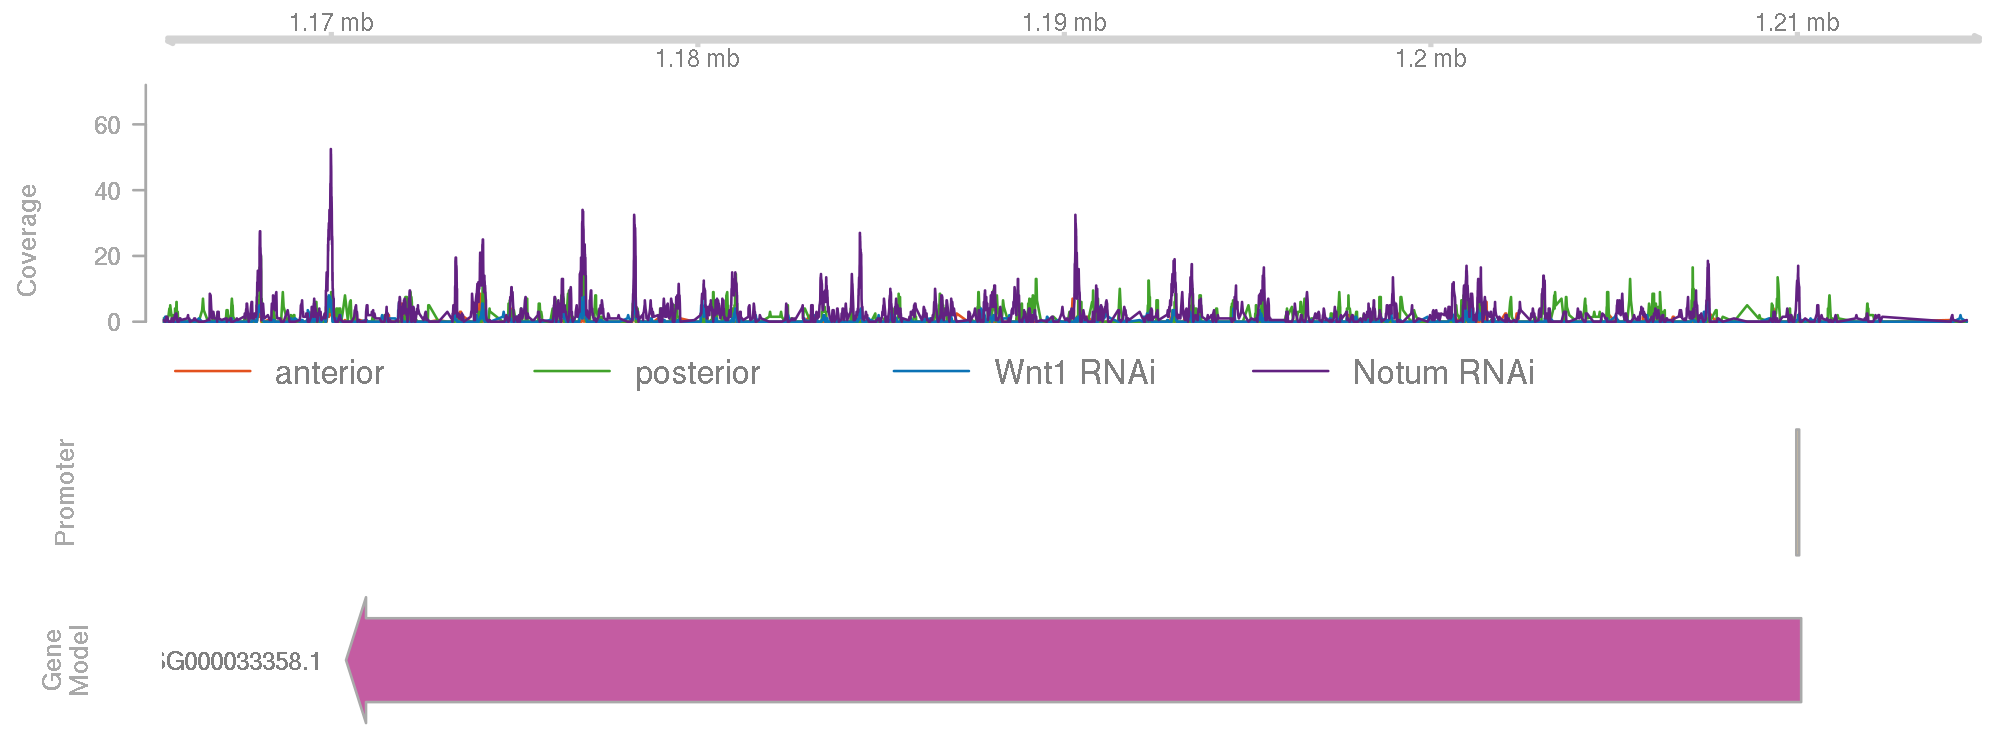 1.17 mb
1.19 mb
1.21 mb
1.18 mb
1.2 mb
Coverage
60
40
20
0
anterior
posterior
Wnt1 RNAi
Notum RNAi
Promoter
Gene
Model
G000033358.1